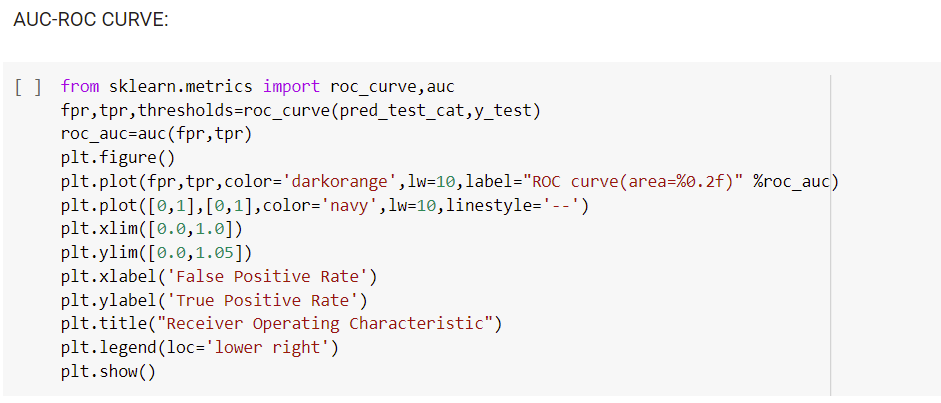 AUC-ROC CURVE:
[ ] from sklearn.metrics import roc_curve,auc
fpr,tpr,thresholds=roc_curve(pred_test_cat,y_test)
roc_auc=auc(fpr,tpr)
plt.figure()
plt.plot(fpr,tpr,color='darkorange',lw=10,label="ROC curve(area=%0.2f)" %roc_auc)
plt.plot([0,1],[0,1],color='navy',lw=10,linestyle='--')
plt.xlim([0.0,1.0])
plt.ylim([0.0,1.05])
plt.xlabel('False Positive Rate')
plt.ylabel('True Positive Rate')
plt.title("Receiver Operating Characteristic")
plt.legend(loc='lower right')
plt.show()